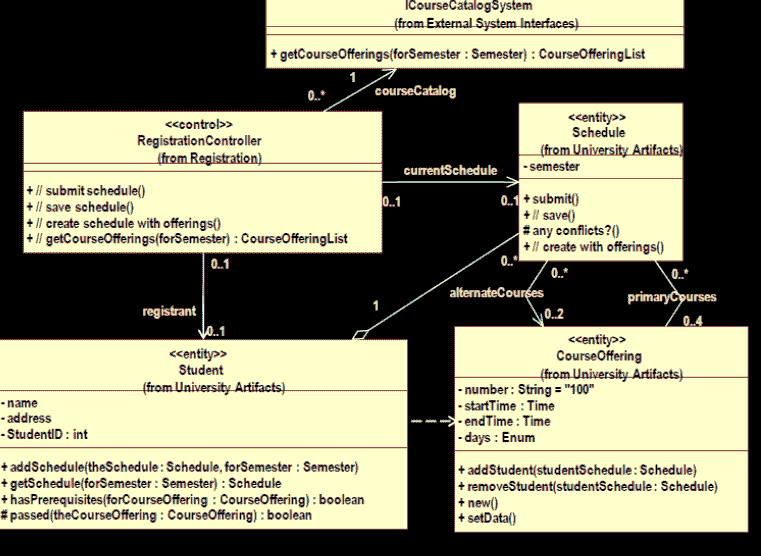 ICourseCatalogSystem
(from External System Interfaces)
+ getCourseOfferings(forSemester : Semester) : CourseOfferingList
1
0..*
courseCatalog
<<control>>
RegistrationController
(from Registration)
+ // submit schedule()
+ // save schedule()
+ // create schedule with offerings()
+ // getCourseOfferings(forSemester) : CourseOfferingList
currentSchedule
0..1
0..1
<<entity>>
Schedule
(from University Artifacts)
- semester
+ submit()
+ // save()
# any conflicts?()
+ // create with offerings()
0..1
registrant
0..1
1
0..*
alternateCourses
0..*
0..2
primaryCourses
0..*
0..4
<<entity>>
Student
(from University Artifacts)
- name
- address
- StudentID : int
+ addSchedule(theSchedule : Schedule, forSemester : Semester)
+ getSchedule(forSemester : Semester) : Schedule
+ hasPrerequisites(forCourseOffering : CourseOffering) : boolean
# passed(theCourseOffering : CourseOffering) : boolean
<<entity>>
CourseOffering
(from University Artifacts)
- number : String = "100"
- startTime : Time
- endTime : Time
- days : Enum
+ addStudent(studentSchedule : Schedule)
+ removeStudent(studentSchedule : Schedule)
+ new()
+ setData()